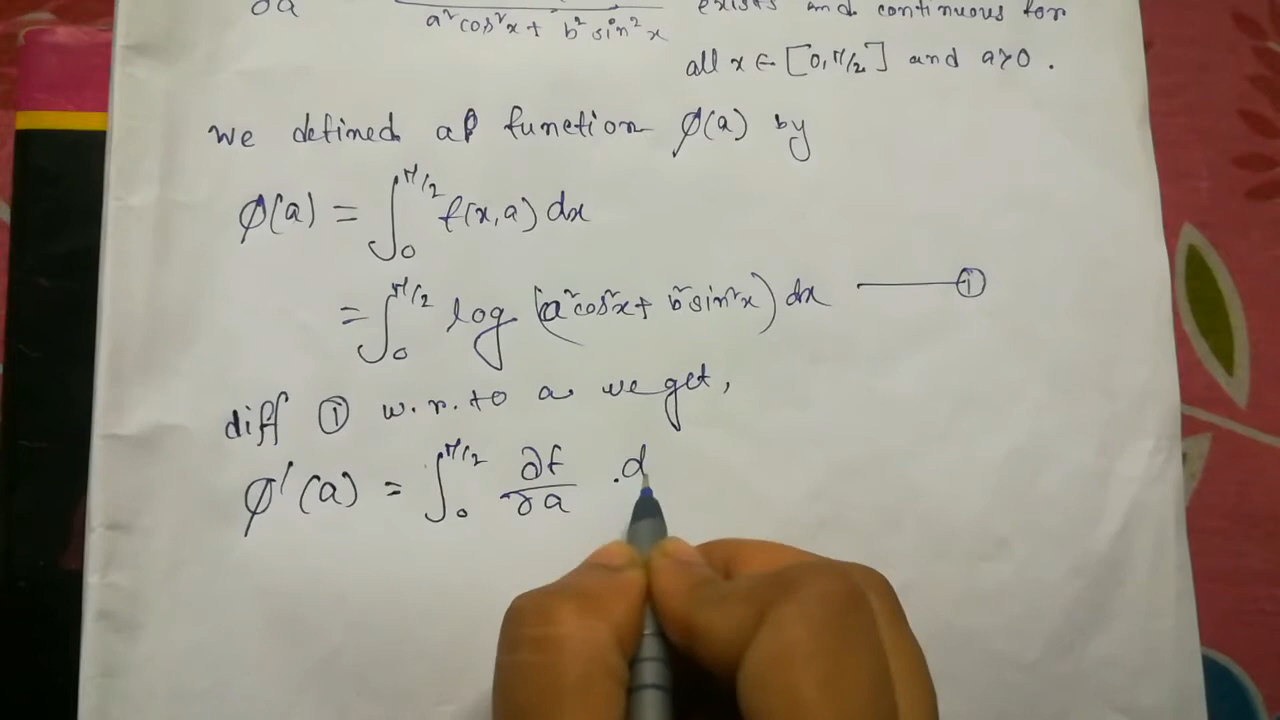 ∂a a²cos²x + b²sin²x exists and continuous for
all x ∈ [0, π/2] and a>0.
We defined a function ϕ(a) by
ϕ(a) = ∫₀^π/2 f(x, a) dx
= ∫₀^π/2 log (a²cos²x + b²sin²x) dx ——— ①
diff ① w.r.to a we get,
ϕ'(a) = ∫₀^π/2 ∂f/∂a .d